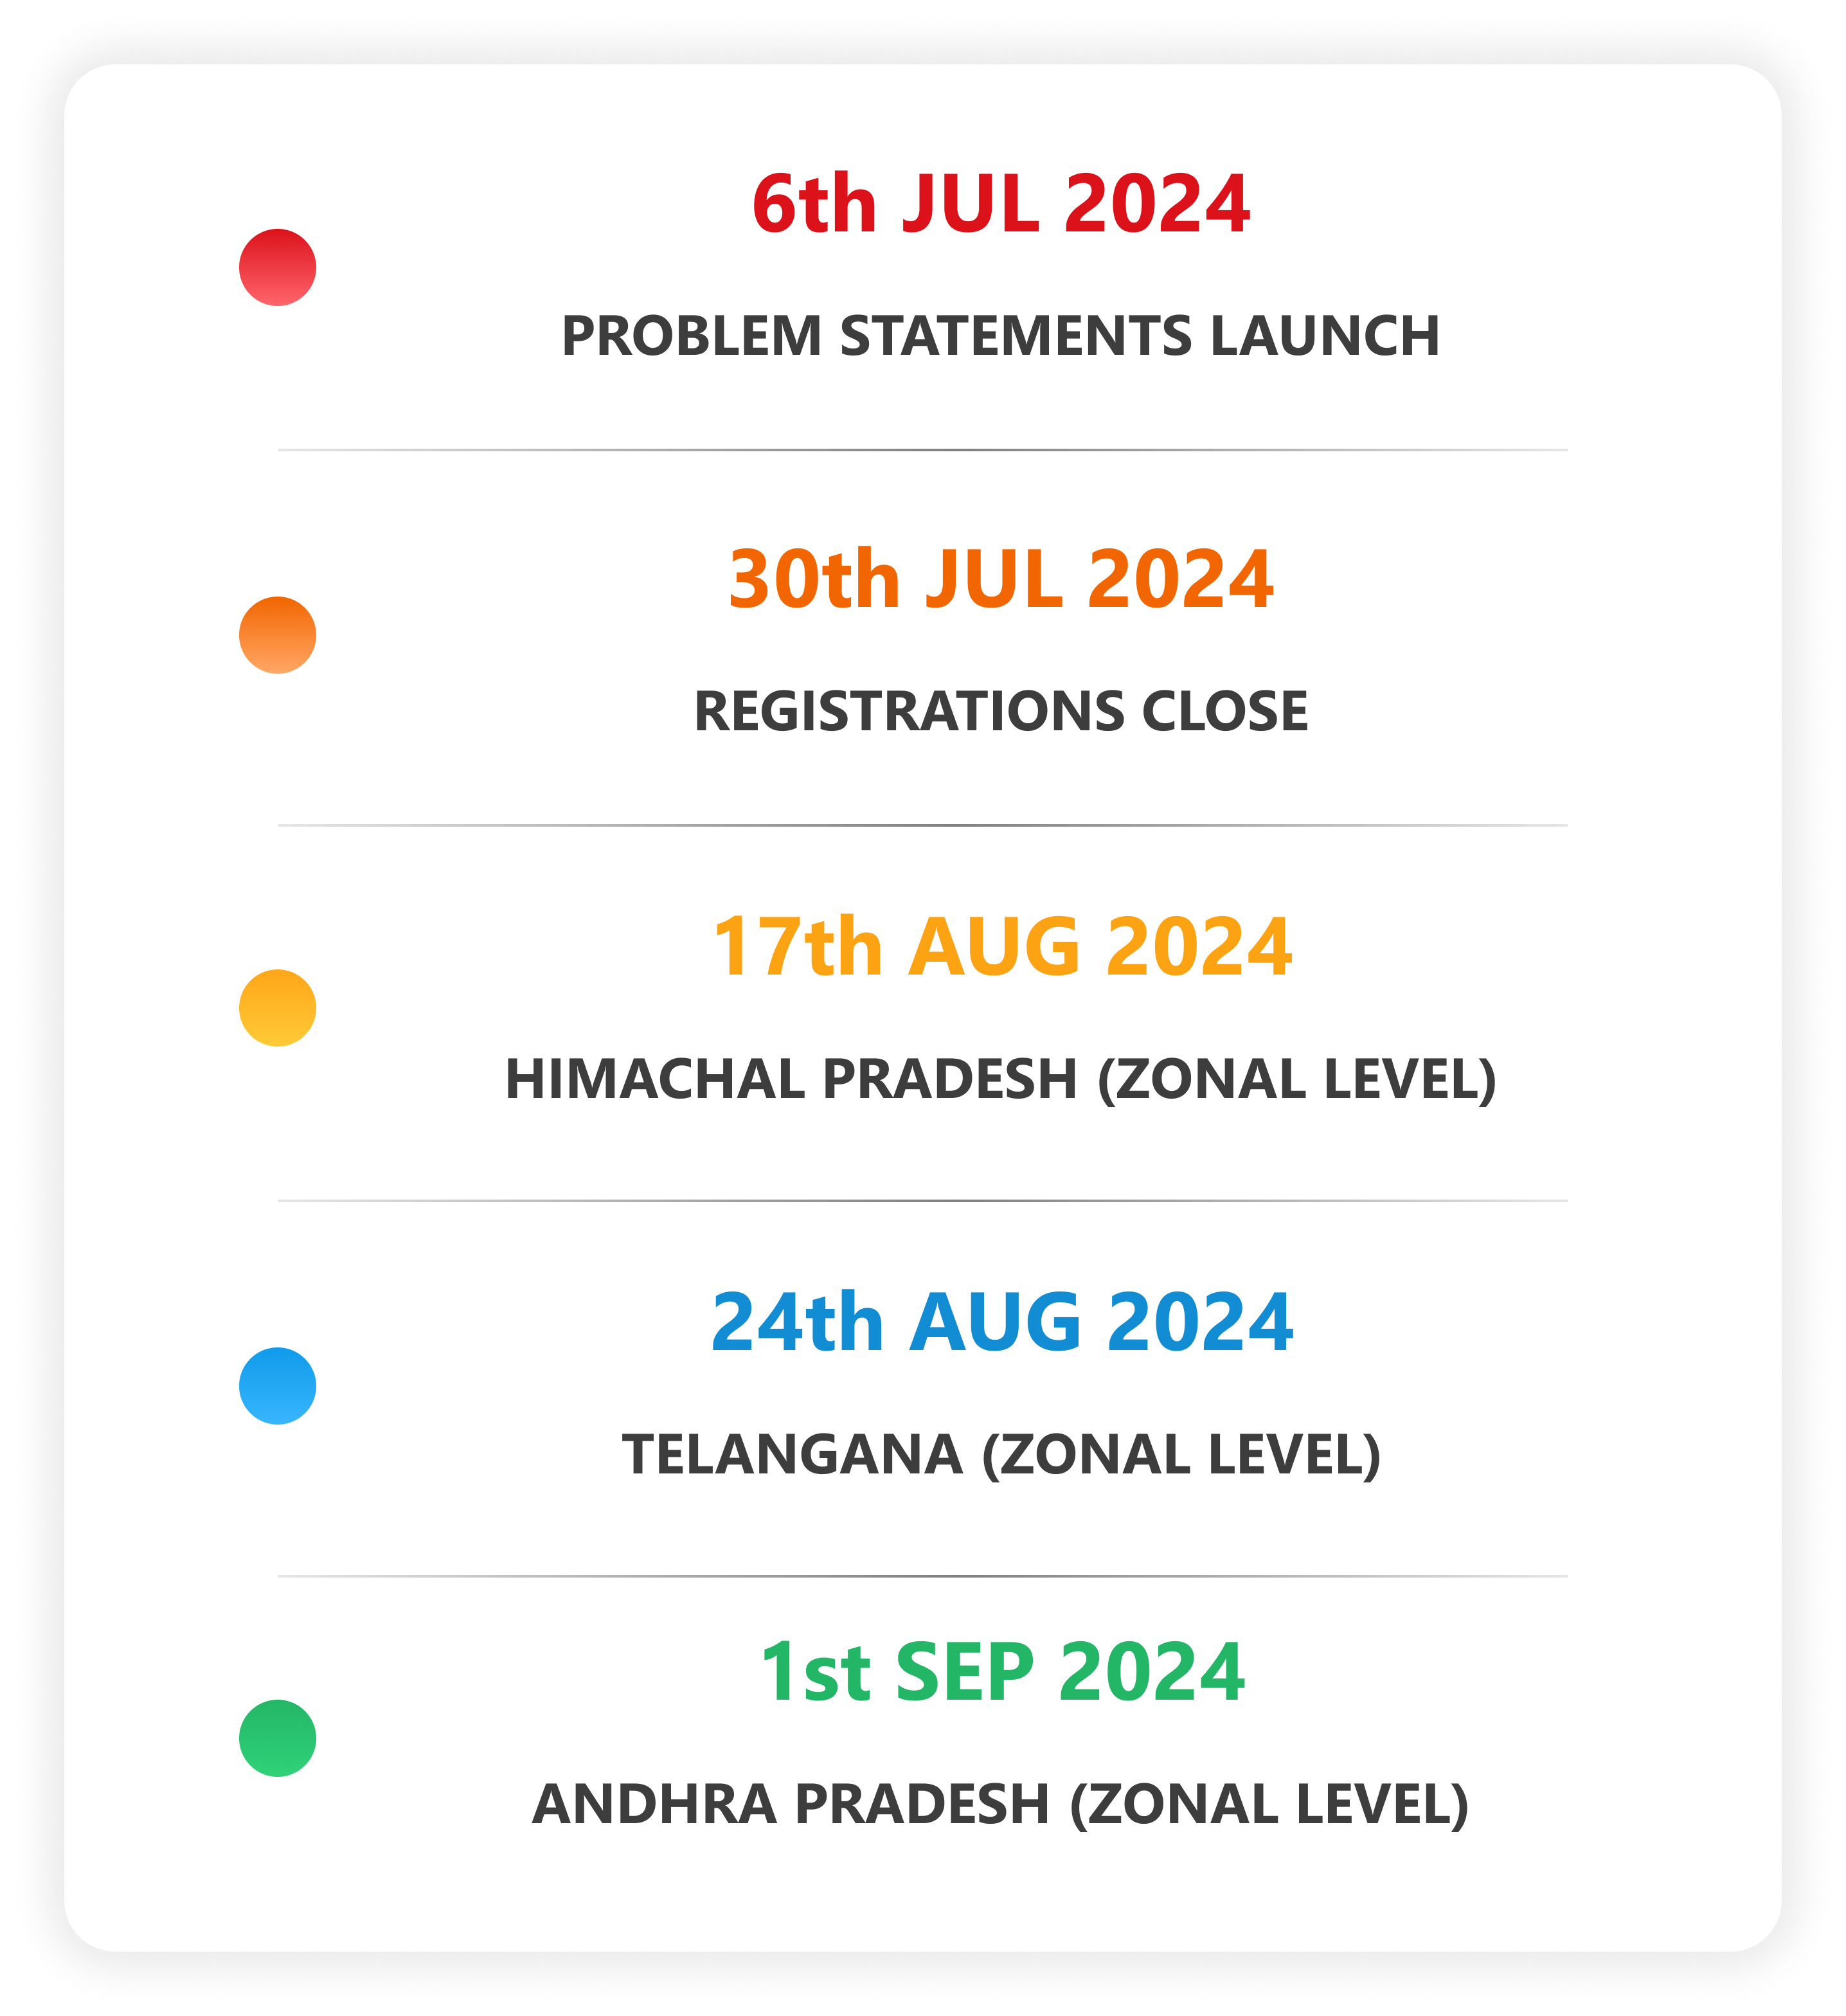 6th JUL 2024
PROBLEM STATEMENTS LAUNCH
30th JUL 2024
REGISTRATIONS CLOSE
17th AUG 2024
HIMACHAL PRADESH (ZONAL LEVEL)
24th AUG 2024
TELANGANA (ZONAL LEVEL)
1st SEP 2024
ANDHRA PRADESH (ZONAL LEVEL)